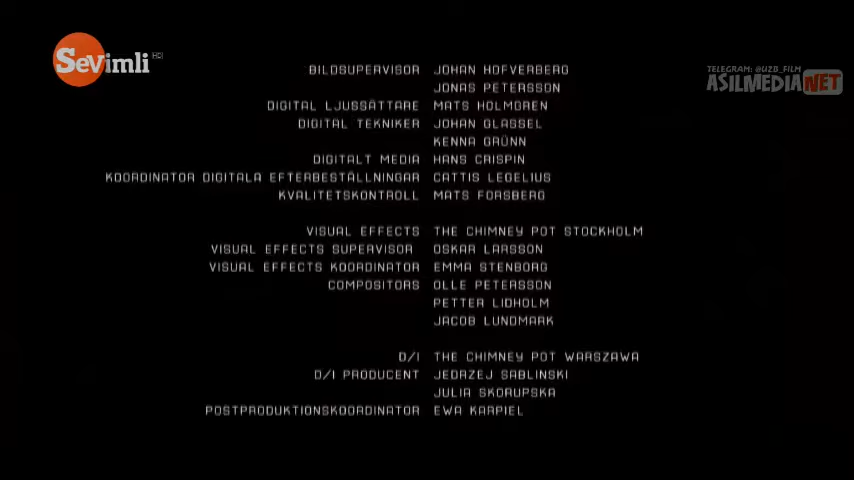 Sevimli HD
TELEGRAM: @UZB_FILM
ASILMEDIA NET
BILDSUPERVISOR JOHAN HOFVERBERG
JONAS PETERSSON
DIGITAL LJUSSÄTTARE MATS HOLMGREN
DIGITAL TEKNIKER JOHAN GLASSEL
KENNA GRÜNN
DIGITALT MEDIA HANS CRISPIN
KOORDINATOR DIGITALA EFTERBESTÄLLNINGAR CATTIS LEGELIUS
KVALITETSKONTROLL MATS FORSBERG
VISUAL EFFECTS THE CHIMNEY POT STOCKHOLM
VISUAL EFFECTS SUPERVISOR OSKAR LARSSON
VISUAL EFFECTS KOORDINATOR EMMA STENBORG
COMPOSITORS OLLE PETERSSON
PETTER LIDHOLM
JACOB LUNDMARK
D/I THE CHIMNEY POT WARSZAWA
D/I PRODUCENT JEDRZEJ SABLINSKI
JULIA SKORUPSKA
POSTPRODUKTIONSKOORDINATOR EWA KARPIEL